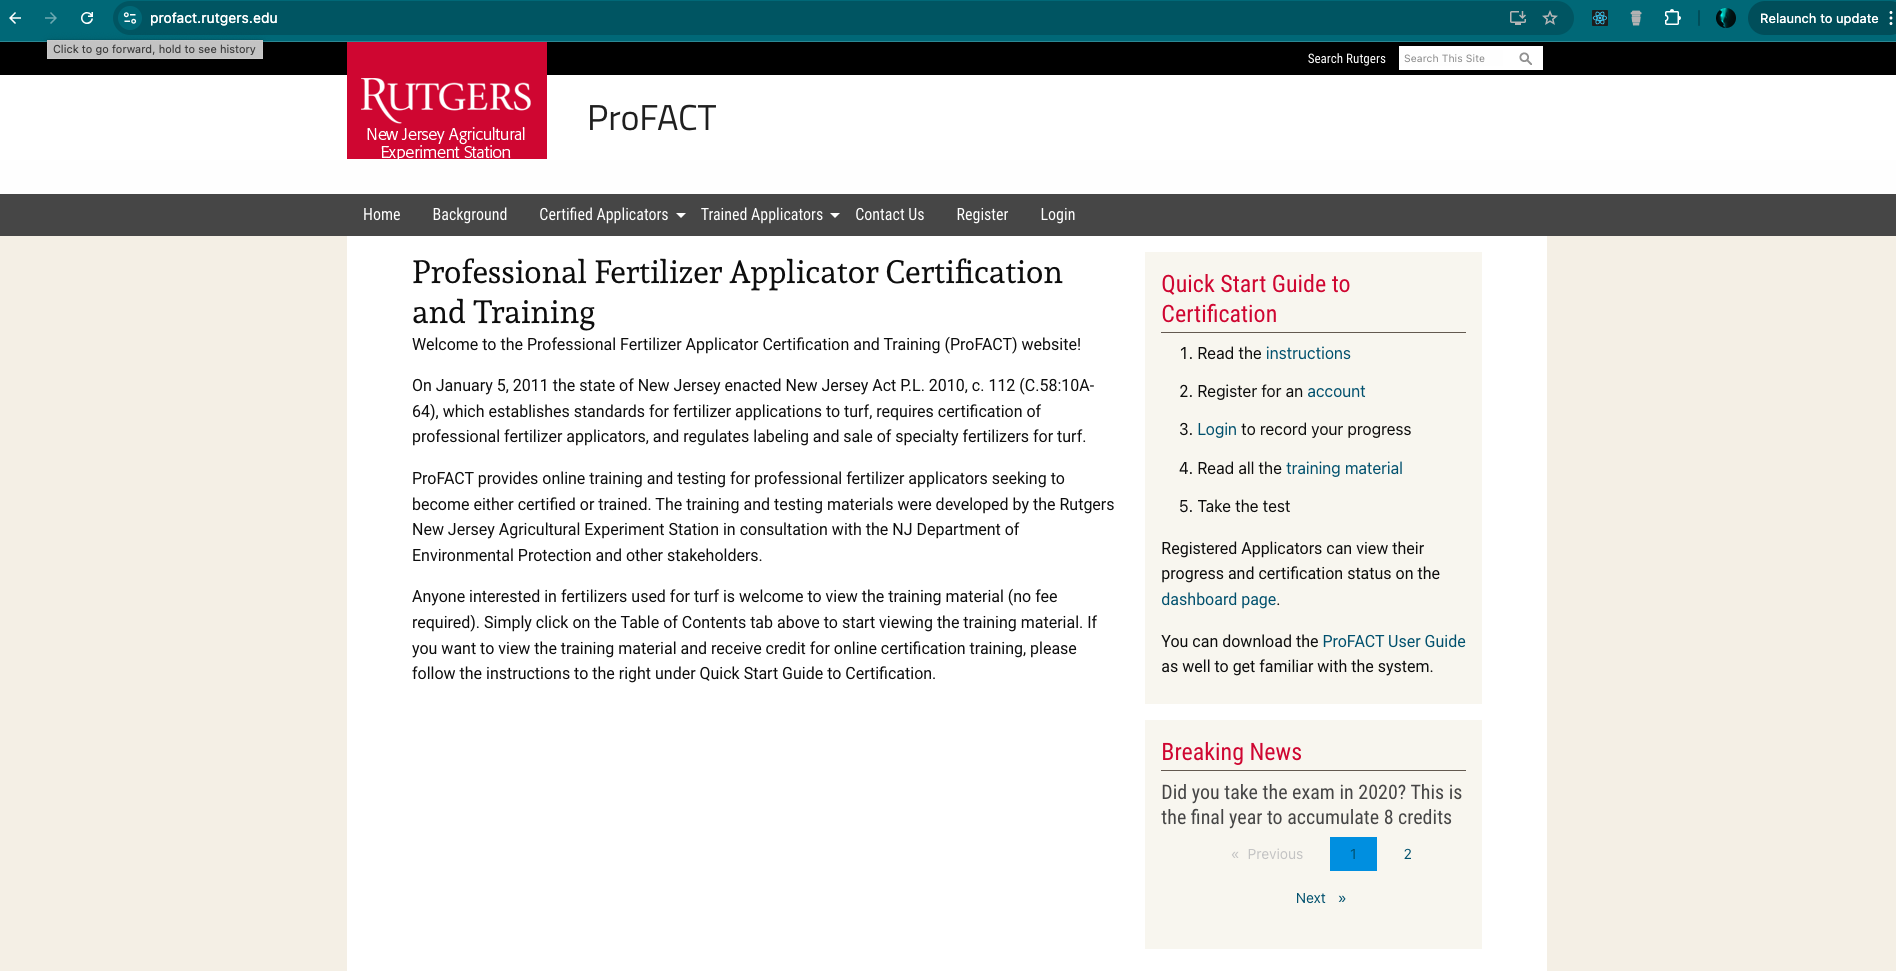 profact.rutgers.edu
Relaunch to update
Click to go forward, hold to see history
Search Rutgers
Search This Site
RUTGERS
New Jersey Agricultural
Experiment Station
ProFACT
Home
Background
Certified Applicators
Trained Applicators
Contact Us
Register
Login
Professional Fertilizer Applicator Certification
and Training
Welcome to the Professional Fertilizer Applicator Certification and Training (ProFACT) website!
On January 5, 2011 the state of New Jersey enacted New Jersey Act P.L. 2010, c. 112 (C.58:10A-
64), which establishes standards for fertilizer applications to turf, requires certification of
professional fertilizer applicators, and regulates labeling and sale of specialty fertilizers for turf.
ProFACT provides online training and testing for professional fertilizer applicators seeking to
become either certified or trained. The training and testing materials were developed by the Rutgers
New Jersey Agricultural Experiment Station in consultation with the NJ Department of
Environmental Protection and other stakeholders.
Anyone interested in fertilizers used for turf is welcome to view the training material (no fee
required). Simply click on the Table of Contents tab above to start viewing the training material. If
you want to view the training material and receive credit for online certification training, please
follow the instructions to the right under Quick Start Guide to Certification.
Quick Start Guide to
Certification
1. Read the instructions
2. Register for an account
3. Login to record your progress
4. Read all the training material
5. Take the test
Registered Applicators can view their
progress and certification status on the
dashboard page.
You can download the ProFACT User Guide
as well to get familiar with the system.
Breaking News
Did you take the exam in 2020? This is
the final year to accumulate 8 credits
« Previous
1
2
Next »